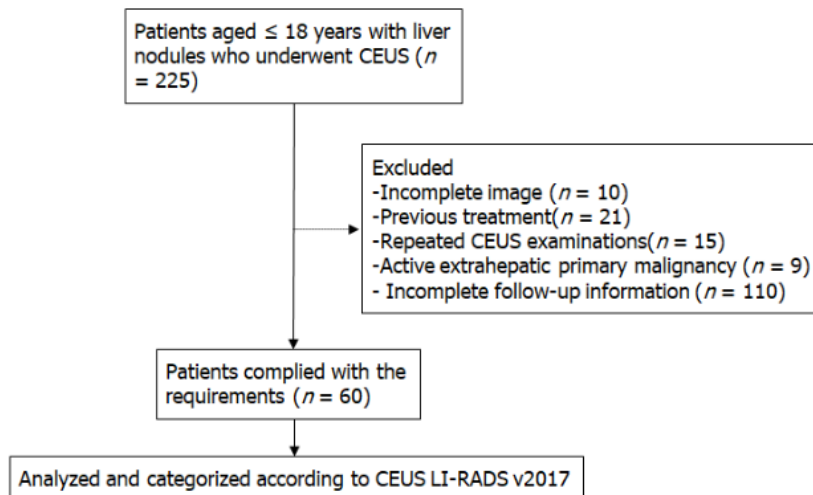 Patients aged ≤ 18 years with liver
nodules who underwent CEUS (n
= 225)
Excluded
-Incomplete image (n = 10)
-Previous treatment(n = 21)
-Repeated CEUS examinations(n = 15)
-Active extrahepatic primary malignancy (n = 9)
- Incomplete follow-up information (n = 110)
Patients complied with the
requirements (n = 60)
Analyzed and categorized according to CEUS LI-RADS v2017